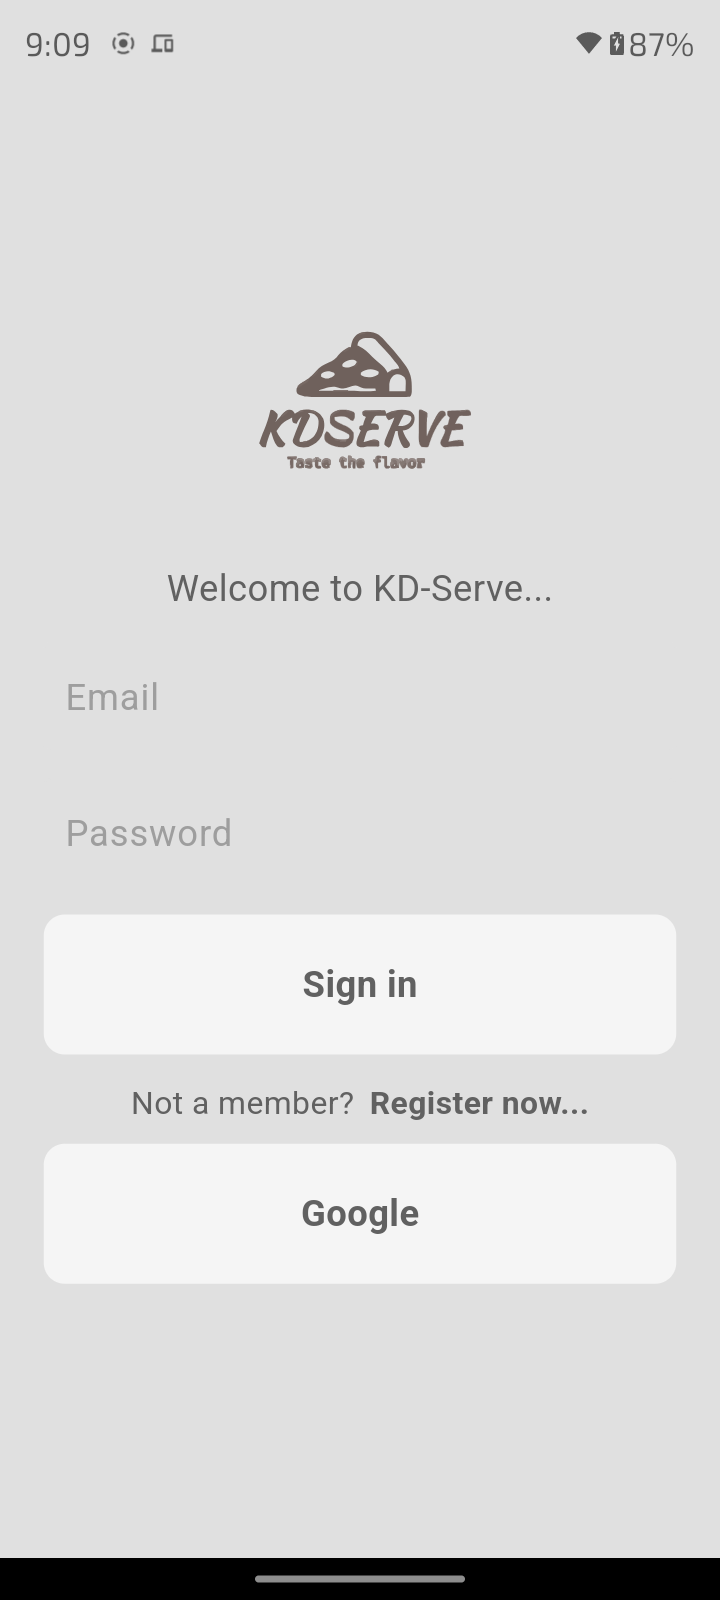 9:09 87%
KDSERVE
Taste the flavor
Welcome to KD-Serve...
Email
Password
Sign in
Not a member? Register now...
Google